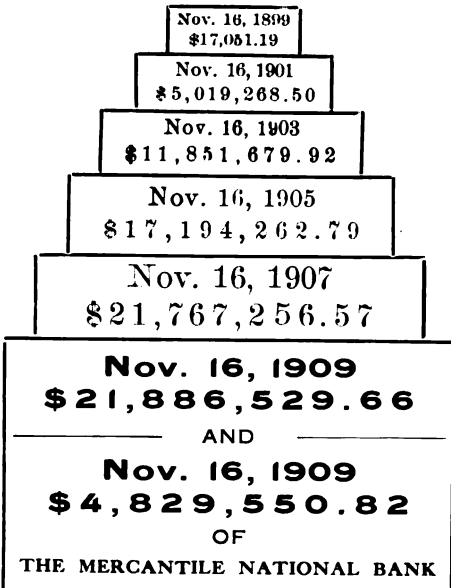 Nov. 16, 1899
$17,051.19
Nov. 16, 1901
$5,019,268.50
Nov. 16, 1903
$11,851,679.92
Nov. 16, 1905
$17,194,262.79
Nov. 16, 1907
$21,767,256.57
Nov. 16, 1909
$21,886,529.66
AND
Nov. 16, 1909
$4,829,550.82
OF
THE MERCANTILE NATIONAL BANK